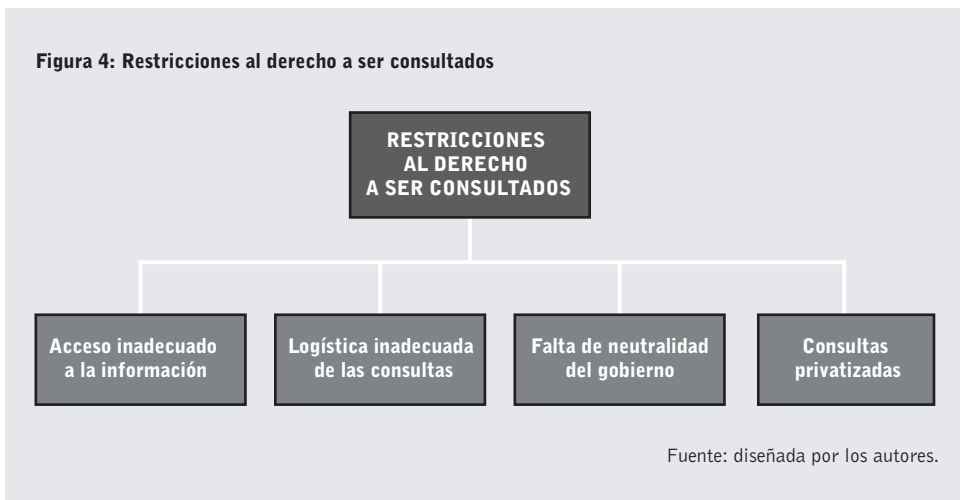 Figura 4: Restricciones al derecho a ser consultados
RESTRICCIONES
AL DERECHO
A SER CONSULTADOS
Acceso inadecuado
a la información
Logística inadecuada
de las consultas
Falta de neutralidad
del gobierno
Consultas
privatizadas
Fuente: diseñada por los autores.